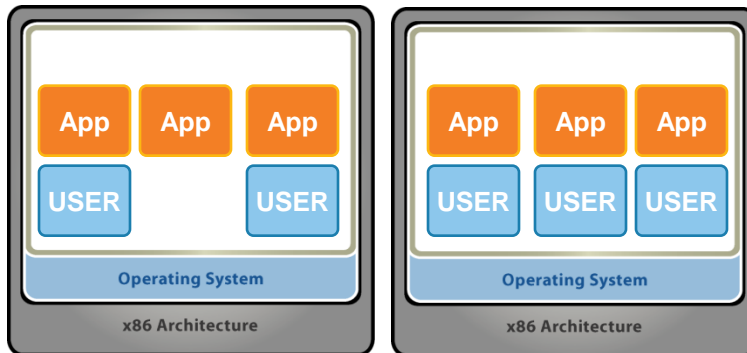 App App App
USER USER
Operating System
x86 Architecture
App App App
USER USER USER
Operating System
x86 Architecture